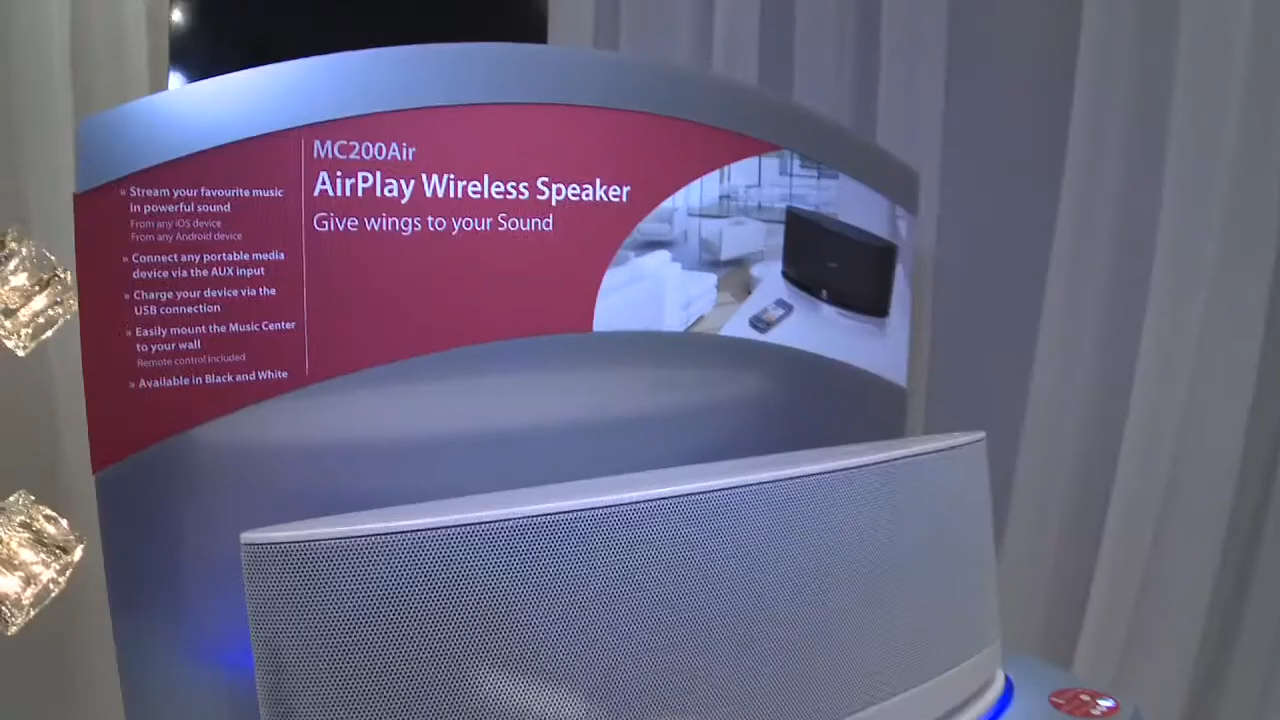 MC200Air
AirPlay Wireless Speaker
Give wings to your Sound
» Stream your favourite music
in powerful sound
From any iOS device
From any Android device
» Connect any portable media
device via the AUX input
» Charge your device via the
USB connection
» Easily mount the Music Center
to your wall
Remote control included
» Available in Black and White